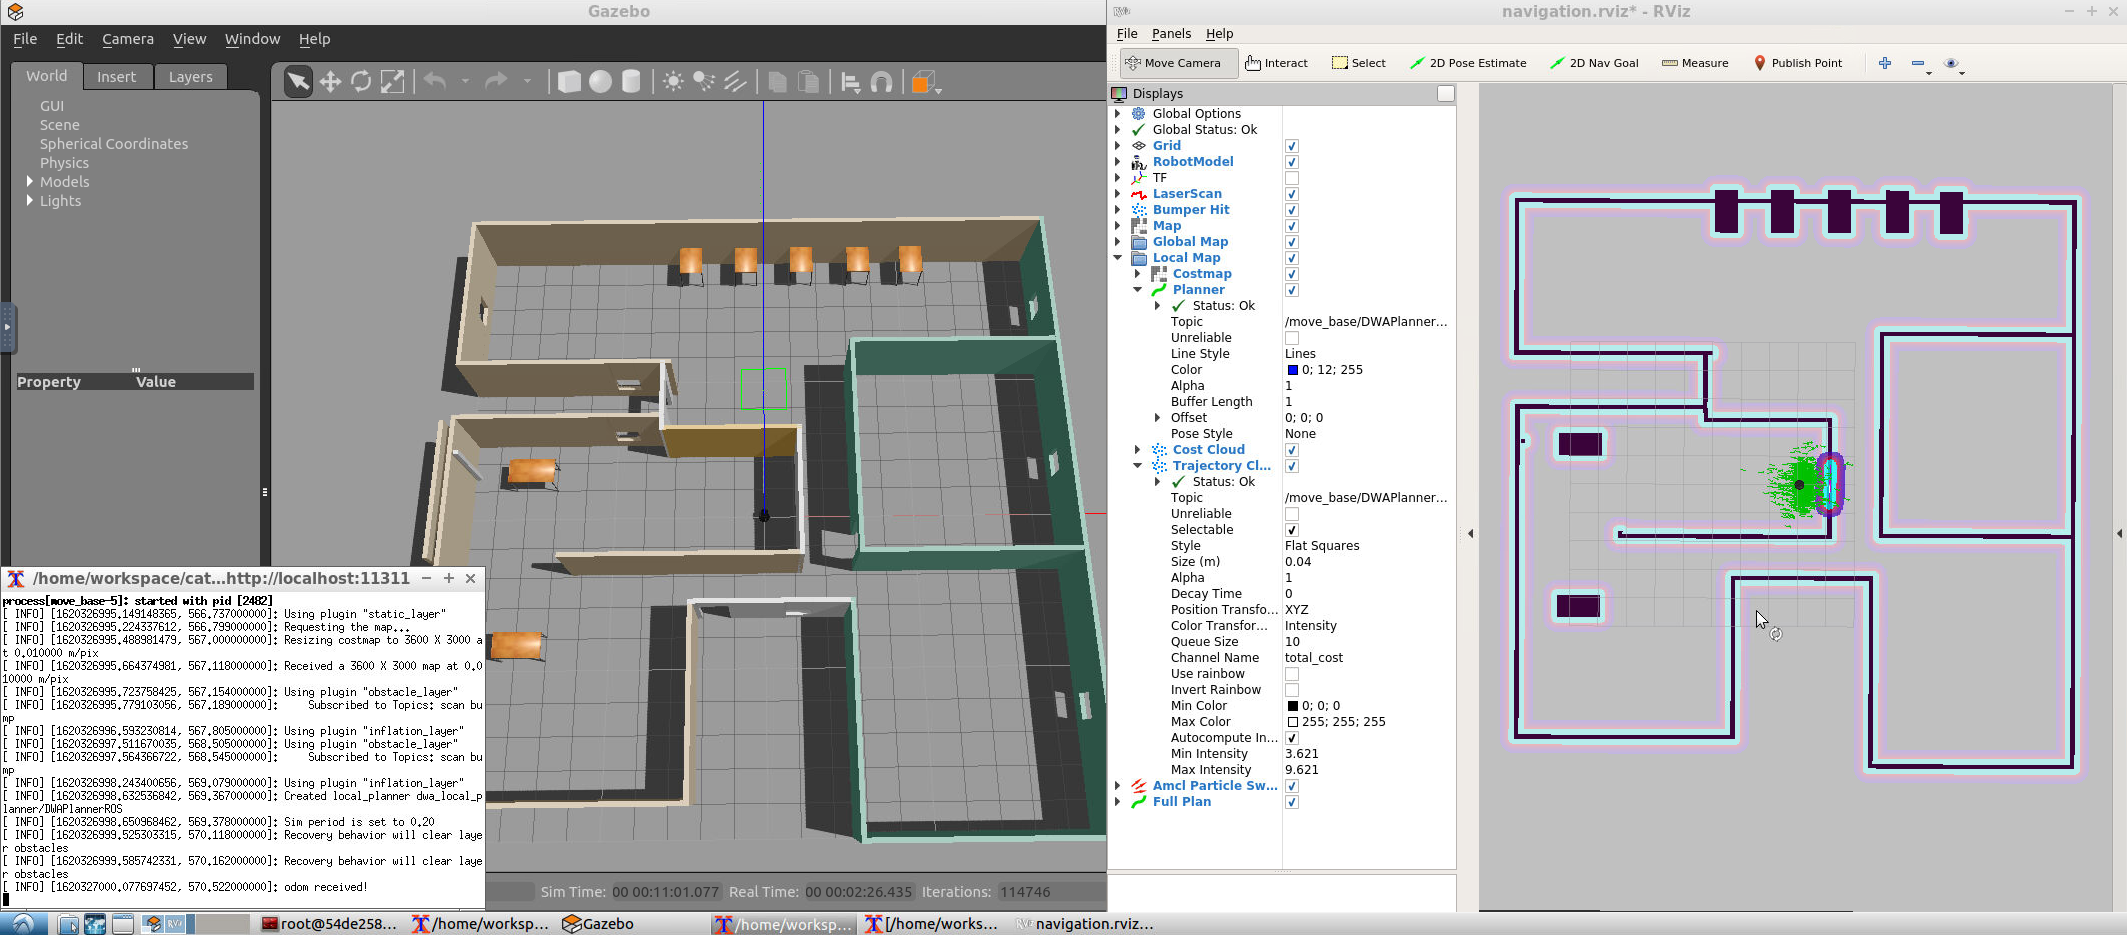 Gazebo
File Edit Camera View Window Help
World Insert Layers
GUI
Scene
Spherical Coordinates
Physics
Models
Lights
Property Value
/home/workspace/cat...http://localhost:11311
process[move_base-5]: started with pid [2482]
[ INFO] [1620326995.149148365, 566.737000000]: Using plugin "static_layer"
[ INFO] [1620326995.224337612, 566.799000000]: Requesting the map...
[ INFO] [1620326995.488981479, 567.000000000]: Resizing costmap to 3600 X 3000 a
t 0.010000 m/pix
[ INFO] [1620326995.664374981, 567.118000000]: Received a 3600 X 3000 map at 0.0
10000 m/pix
[ INFO] [1620326995.723758425, 567.154000000]: Using plugin "obstacle_layer"
[ INFO] [1620326995.779103056, 567.189000000]: Subscribed to Topics: scan bu
mp
[ INFO] [1620326996.593230814, 567.805000000]: Using plugin "inflation_layer"
[ INFO] [1620326997.511670035, 568.505000000]: Using plugin "obstacle_layer"
[ INFO] [1620326997.564366722, 568.545000000]: Subscribed to Topics: scan bu
mp
[ INFO] [1620326998.243400656, 569.079000000]: Using plugin "inflation_layer"
[ INFO] [1620326998.632536842, 569.367000000]: Created local_planner dwa_local_p
lanner/DWAPlannerROS
[ INFO] [1620326998.650968462, 569.378000000]: Sim period is set to 0.20
[ INFO] [1620326999.525303315, 570.118000000]: Recovery behavior will clear laye
r obstacles
[ INFO] [1620326999.585742331, 570.162000000]: Recovery behavior will clear laye
r obstacles
[ INFO] [1620327000.077697452, 570.522000000]: odom received!
Sim Time: 00 00:11:01.077 Real Time: 00 00:02:26.435 Iterations: 114746
navigation.rviz* - RViz
File Panels Help
Move Camera Interact Select 2D Pose Estimate 2D Nav Goal Measure Publish Point
Displays
Global Options
Global Status: Ok
Grid
RobotModel
TF
LaserScan
Bumper Hit
Map
Global Map
Local Map
Costmap
Planner
Status: Ok
Topic /move_base/DWAPlanner...
Unreliable
Line Style Lines
Color 0; 12; 255
Alpha 1
Buffer Length 1
Offset 0; 0; 0
Pose Style None
Cost Cloud
Trajectory Cl...
Status: Ok
Topic /move_base/DWAPlanner...
Unreliable
Selectable
Style Flat Squares
Size (m) 0.04
Alpha 1
Decay Time 0
Position Transfo... XYZ
Color Transfor... Intensity
Queue Size 10
Channel Name total_cost
Use rainbow
Invert Rainbow
Min Color 0; 0; 0
Max Color 255; 255; 255
Autocompute In...
Min Intensity 3.621
Max Intensity 9.621
Amcl Particle Sw...
Full Plan
RViz root@54de258... /home/worksp... Gazebo /home/worksp... [/home/works... RViz navigation.rviz...